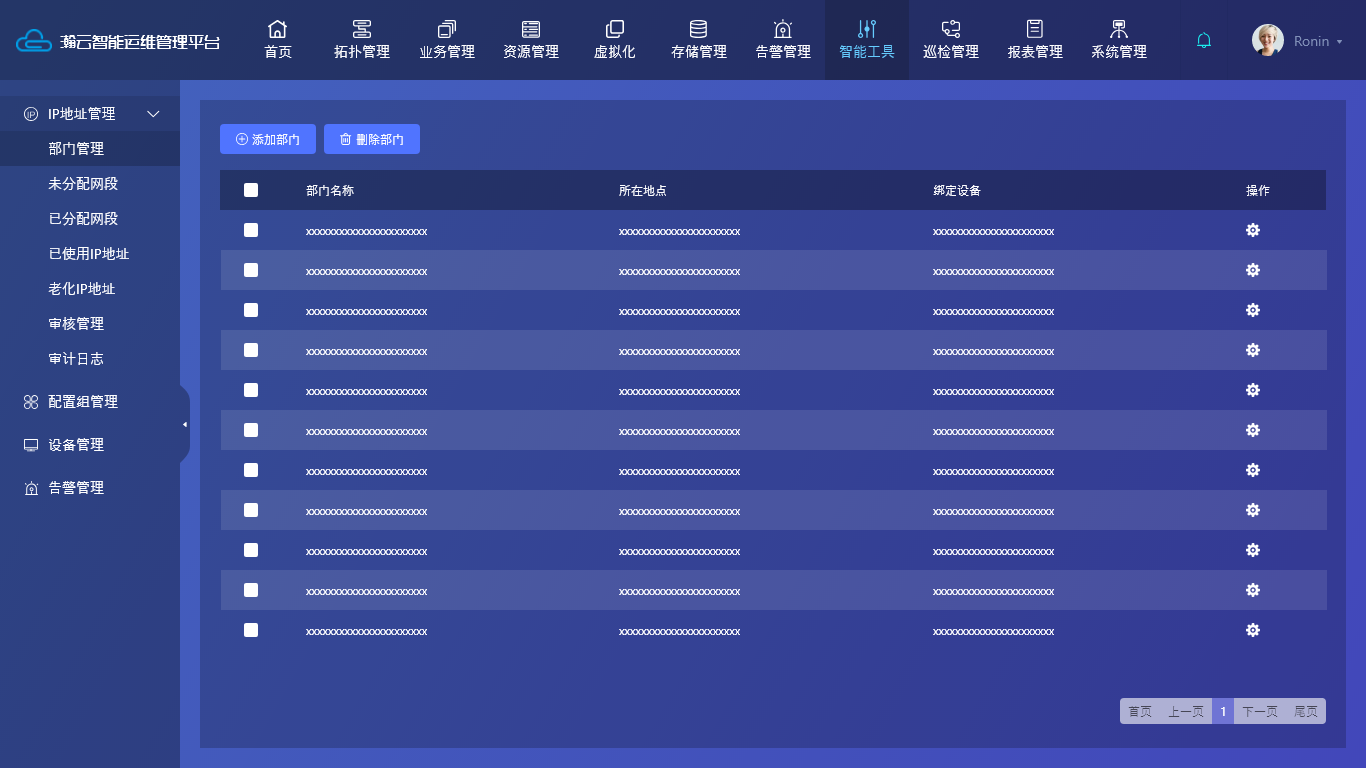 瀚云智能运维管理平台
首页 拓扑管理 业务管理 资源管理 虚拟化 存储管理 告警管理 智能工具 巡检管理 报表管理 系统管理 Ronin
IP地址管理
部门管理
未分配网段
已分配网段
已使用IP地址
老化IP地址
审核管理
审计日志
配置组管理
设备管理
告警管理
添加部门 删除部门
部门名称 所在地点 绑定设备 操作
xxxxxxxxxxxxxxxxxxxxxx xxxxxxxxxxxxxxxxxxxxxx xxxxxxxxxxxxxxxxxxxxxx
xxxxxxxxxxxxxxxxxxxxxx xxxxxxxxxxxxxxxxxxxxxx xxxxxxxxxxxxxxxxxxxxxx
xxxxxxxxxxxxxxxxxxxxxx xxxxxxxxxxxxxxxxxxxxxx xxxxxxxxxxxxxxxxxxxxxx
xxxxxxxxxxxxxxxxxxxxxx xxxxxxxxxxxxxxxxxxxxxx xxxxxxxxxxxxxxxxxxxxxx
xxxxxxxxxxxxxxxxxxxxxx xxxxxxxxxxxxxxxxxxxxxx xxxxxxxxxxxxxxxxxxxxxx
xxxxxxxxxxxxxxxxxxxxxx xxxxxxxxxxxxxxxxxxxxxx xxxxxxxxxxxxxxxxxxxxxx
xxxxxxxxxxxxxxxxxxxxxx xxxxxxxxxxxxxxxxxxxxxx xxxxxxxxxxxxxxxxxxxxxx
xxxxxxxxxxxxxxxxxxxxxx xxxxxxxxxxxxxxxxxxxxxx xxxxxxxxxxxxxxxxxxxxxx
xxxxxxxxxxxxxxxxxxxxxx xxxxxxxxxxxxxxxxxxxxxx xxxxxxxxxxxxxxxxxxxxxx
xxxxxxxxxxxxxxxxxxxxxx xxxxxxxxxxxxxxxxxxxxxx xxxxxxxxxxxxxxxxxxxxxx
xxxxxxxxxxxxxxxxxxxxxx xxxxxxxxxxxxxxxxxxxxxx xxxxxxxxxxxxxxxxxxxxxx
首页 上一页 1 下一页 尾页